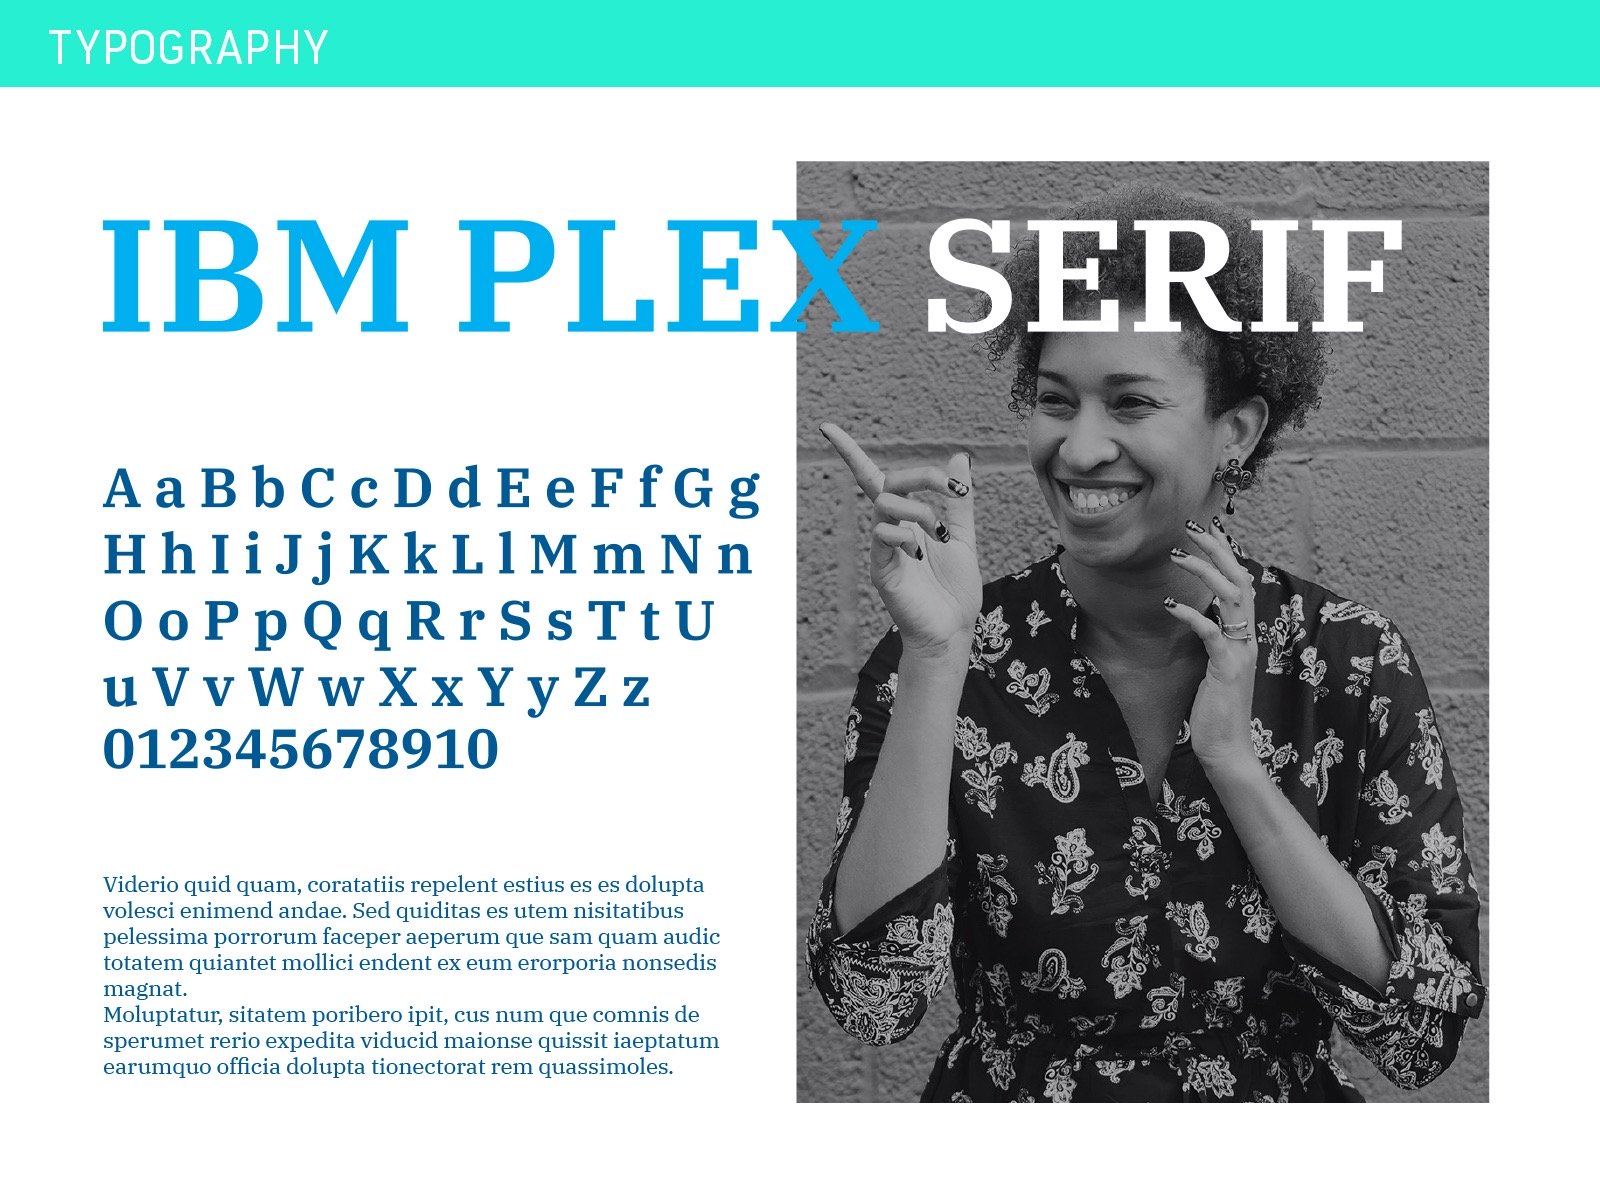 TYPOGRAPHY
IBM PLEX SERIF
A a B b C c D d E e F f G g
H h I i J j K k L l M m N n
O o P p Q q R r S s T t U
u V v W w X x Y y Z z
012345678910
Viderio quid quam, coratatiis repelent estius es es dolupta
volesci enimend andae. Sed quiditas es utem nisitatibus
pelessima porrorum faceper aeperum que sam quam audic
totatem quiantet mollici endent ex eum erorporia nonsedis
magnat.
Moluptatur, sitatem poribero ipit, cus num que comnis de
sperumet rerio expedita viducid maionse quissit iaeptatum
earumquo officia dolupta tionectorat rem quassimoles.